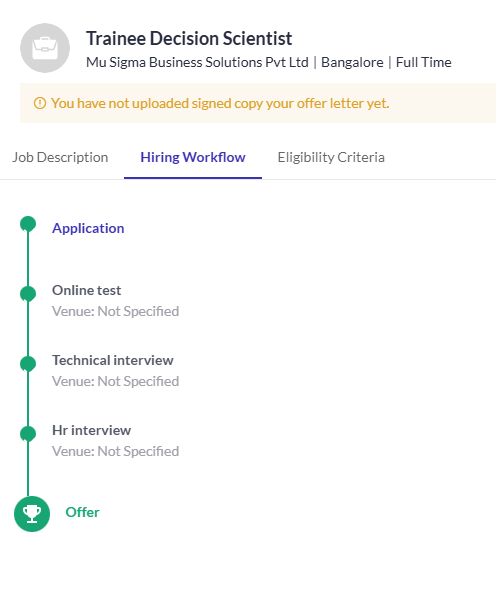 Trainee Decision Scientist
Mu Sigma Business Solutions Pvt Ltd | Bangalore | Full Time
You have not uploaded signed copy your offer letter yet.
Job Description Hiring Workflow Eligibility Criteria
Application
Online test
Venue: Not Specified
Technical interview
Venue: Not Specified
Hr interview
Venue: Not Specified
Offer